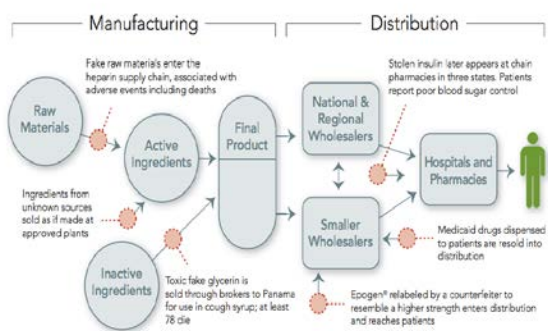 Manufacturing
Distribution
Fake raw materials enter the
heparin supply chain, associated with
adverse events including deaths
Stolen insulin later appears at chain
pharmacies in three states. Patients
report poor blood sugar control
Raw
Materials
Active
Ingredients
Final
Product
National &
Regional
Wholesalers
Hospitals and
Pharmacies
Ingredients from
unknown sources
sold as if made at
approved plants
Inactive
Ingredients
Smaller
Wholesalers
Medicaid drugs dispensed
to patients are resold into
distribution
Toxic fake glycerin is
sold through brokers to Panama
for use in cough syrup; at least
78 die
Epogen® relabeled by a counterfeiter to
resemble a higher strength enters distribution
and reaches patients